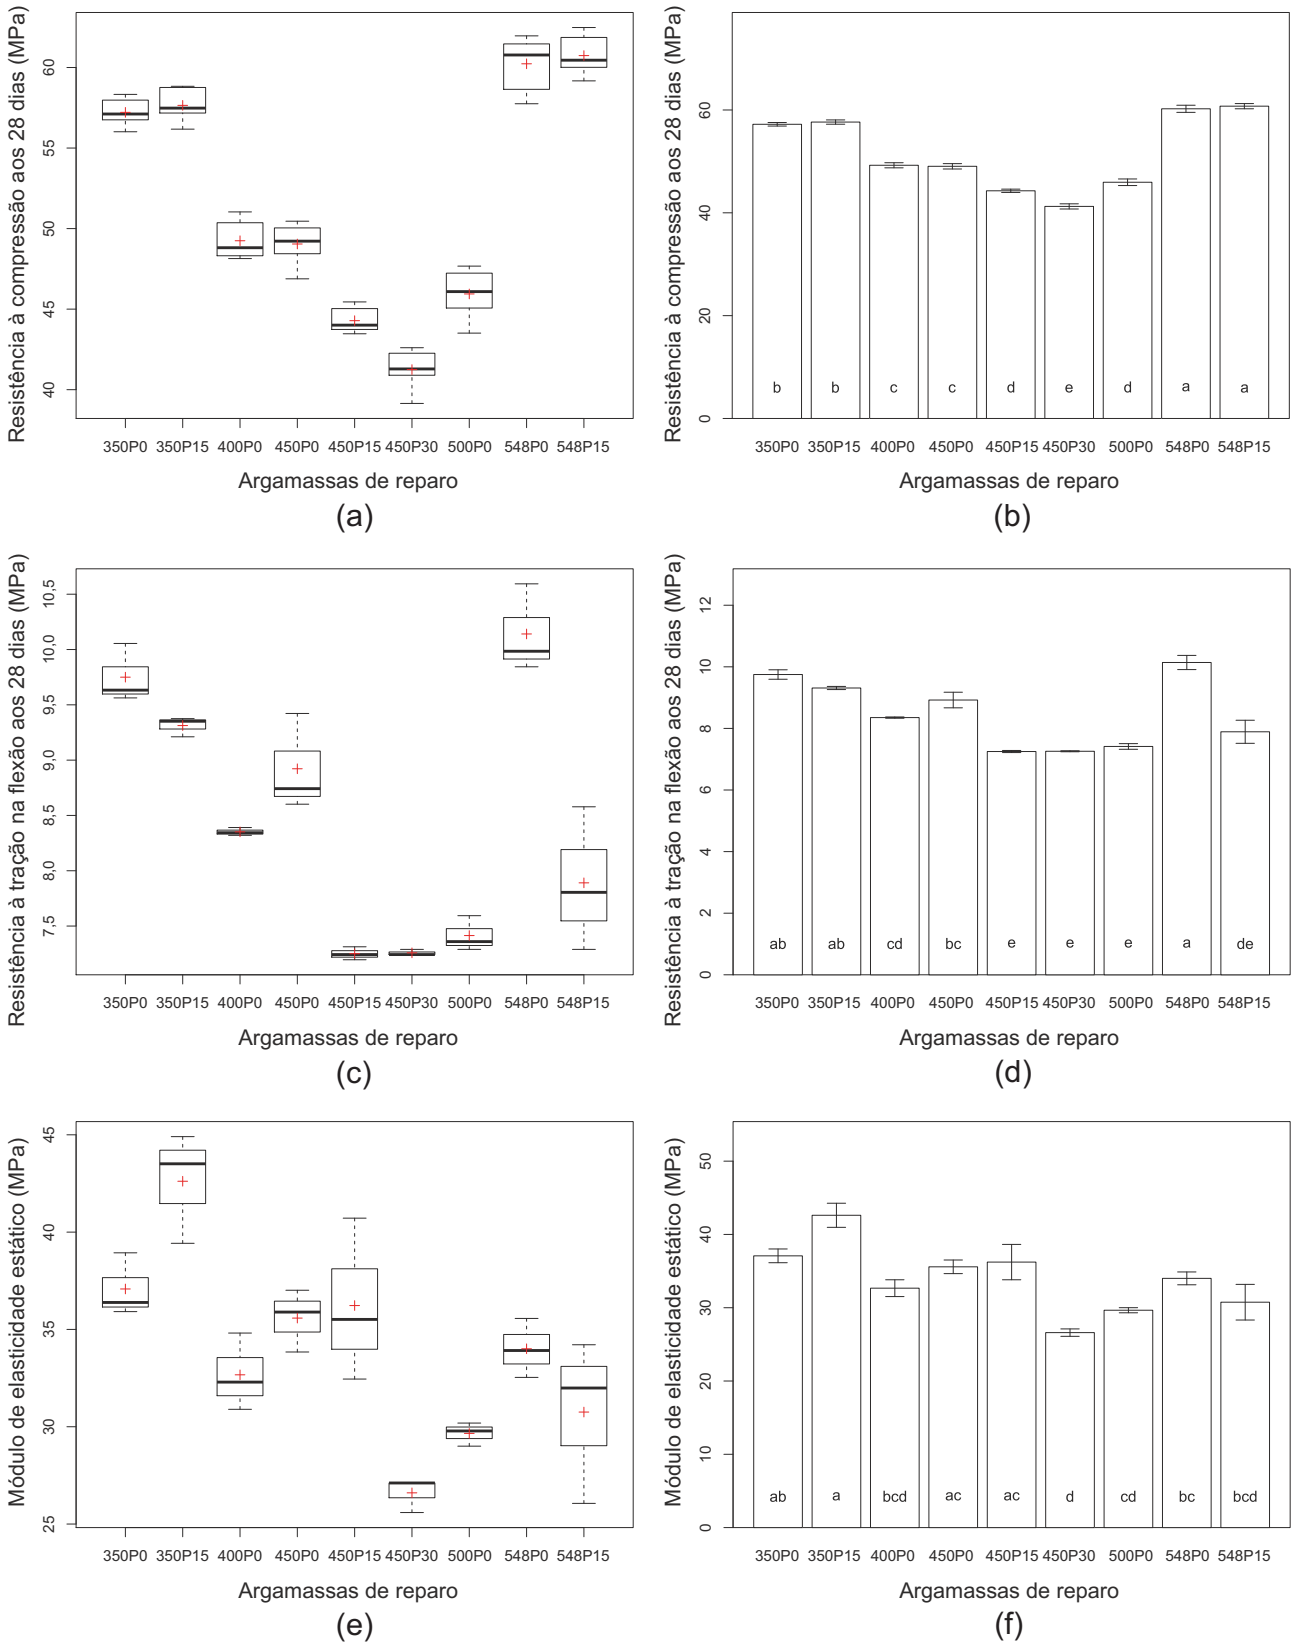 Resistência à compressão aos 28 dias (MPa)
60
55
50
45
40
350P0 350P15 400P0 450P0 450P15 450P30 500P0 548P0 548P15
Argamassas de reparo
(a)
Resistência à compressão aos 28 dias (MPa)
60
40
20
0
b b c c d e d a a
350P0 350P15 400P0 450P0 450P15 450P30 500P0 548P0 548P15
Argamassas de reparo
(b)
Resistência à tração na flexão aos 28 dias (MPa)
10,5
10,0
9,5
9,0
8,5
8,0
7,5
350P0 350P15 400P0 450P0 450P15 450P30 500P0 548P0 548P15
Argamassas de reparo
(c)
Resistência à tração na flexão aos 28 dias (MPa)
12
10
8
6
4
2
0
ab ab cd bc e e e a de
350P0 350P15 400P0 450P0 450P15 450P30 500P0 548P0 548P15
Argamassas de reparo
(d)
Módulo de elasticidade estático (MPa)
45
40
35
30
25
350P0 350P15 400P0 450P0 450P15 450P30 500P0 548P0 548P15
Argamassas de reparo
(e)
Módulo de elasticidade estático (MPa)
50
40
30
20
10
0
ab a bcd ac ac d cd bc bcd
350P0 350P15 400P0 450P0 450P15 450P30 500P0 548P0 548P15
Argamassas de reparo
(f)